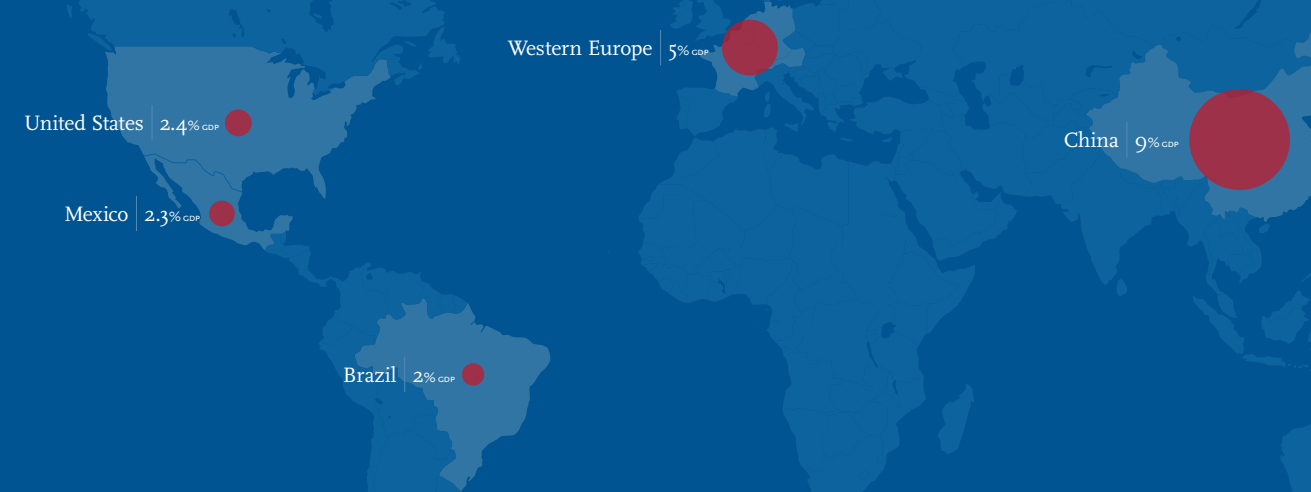 Western Europe | 5% GDP
United States | 2.4% GDP
China | 9% GDP
Mexico | 2.3% GDP
Brazil | 2% GDP